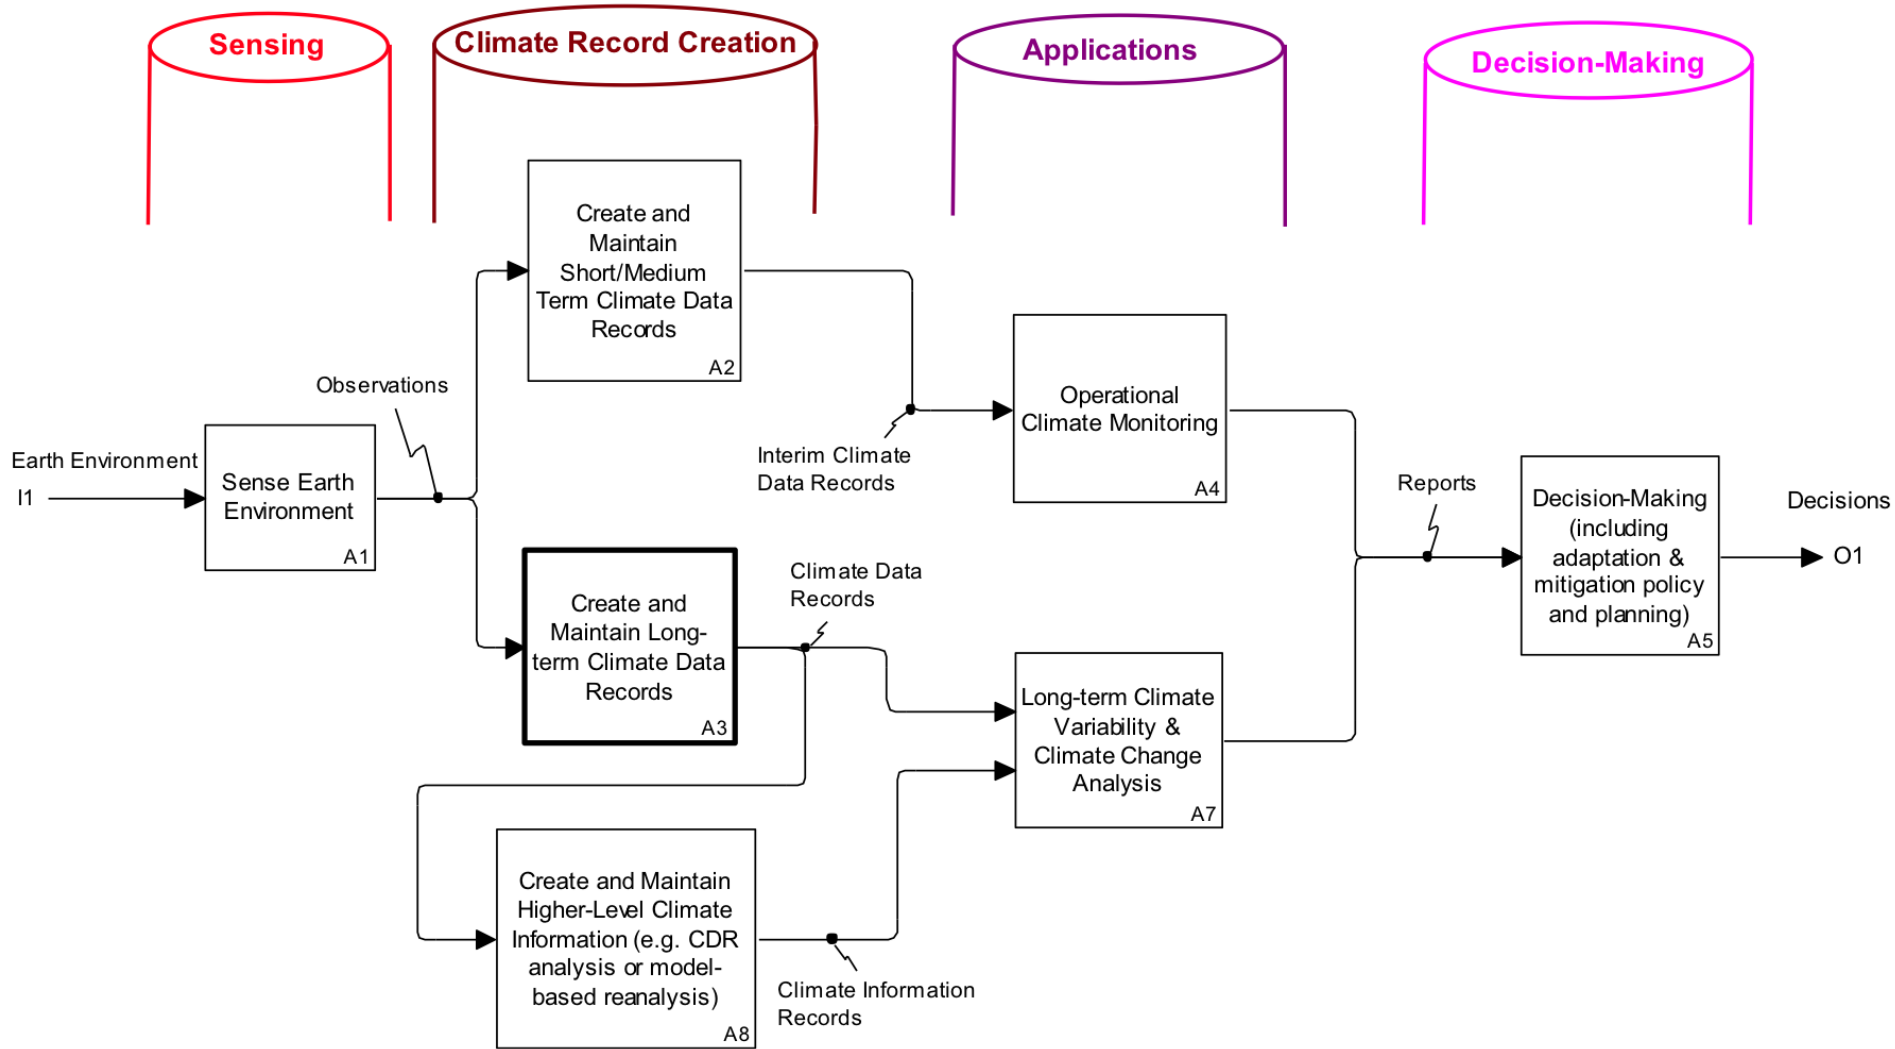 Sensing
Climate Record Creation
Applications
Decision-Making
Create and
Maintain
Short/Medium
Term Climate Data
Records
A2
Observations
Earth Environment
I1
Sense Earth
Environment
A1
Operational
Climate Monitoring
A4
Interim Climate
Data Records
Reports
Decision-Making
(including
adaptation &
mitigation policy
and planning)
A5
Decisions
O1
Create and
Maintain Long-
term Climate Data
Records
A3
Climate Data
Records
Long-term Climate
Variability &
Climate Change
Analysis
A7
Create and Maintain
Higher-Level Climate
Information (e.g. CDR
analysis or model-
based reanalysis)
A8
Climate Information
Records